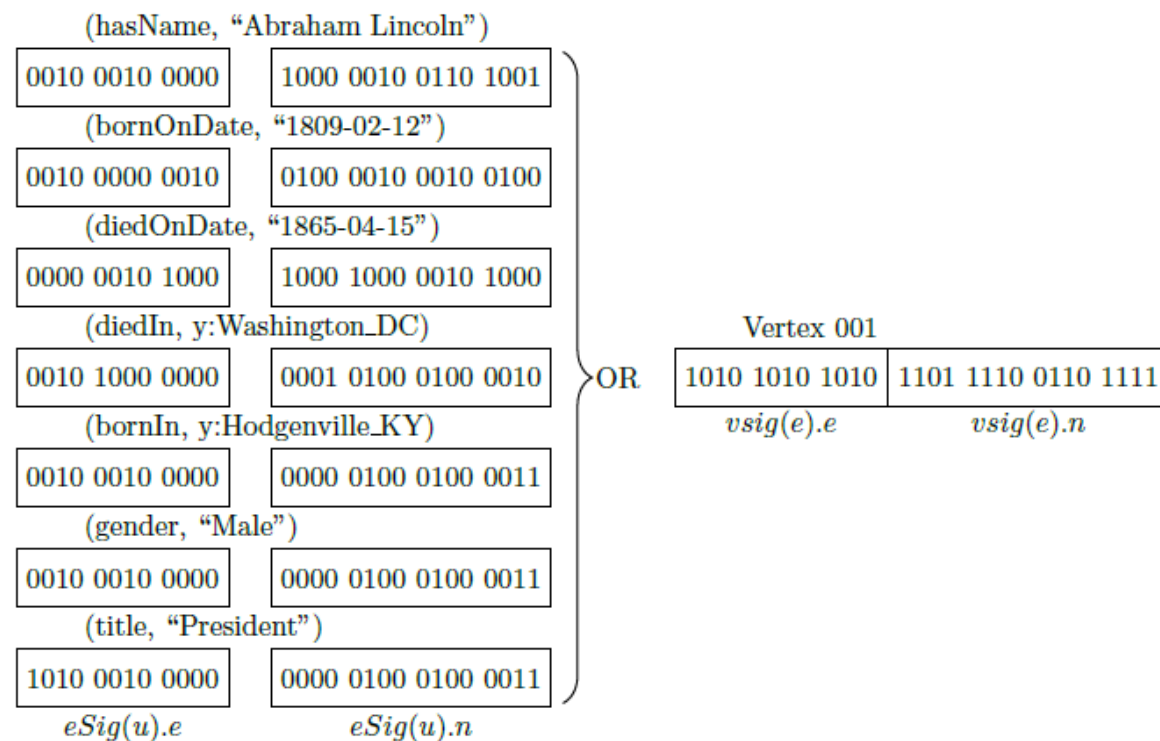 (hasName, “Abraham Lincoln”)
0010 0010 0000 1000 0010 0110 1001
(bornOnDate, “1809-02-12”)
0010 0000 0010 0100 0010 0010 0100
(diedOnDate, “1865-04-15”)
0000 0010 1000 1000 1000 0010 1000
(diedIn, y:Washington_DC)
0010 1000 0000 0001 0100 0100 0010
(bornIn, y:Hodgenville_KY)
0010 0010 0000 0000 0100 0100 0011
(gender, “Male”)
0010 0010 0000 0000 0100 0100 0011
(title, “President”)
1010 0010 0000 0000 0100 0100 0011
eSig(u).e eSig(u).n
OR
Vertex 001
1010 1010 1010 1101 1110 0110 1111
vsig(e).e vsig(e).n